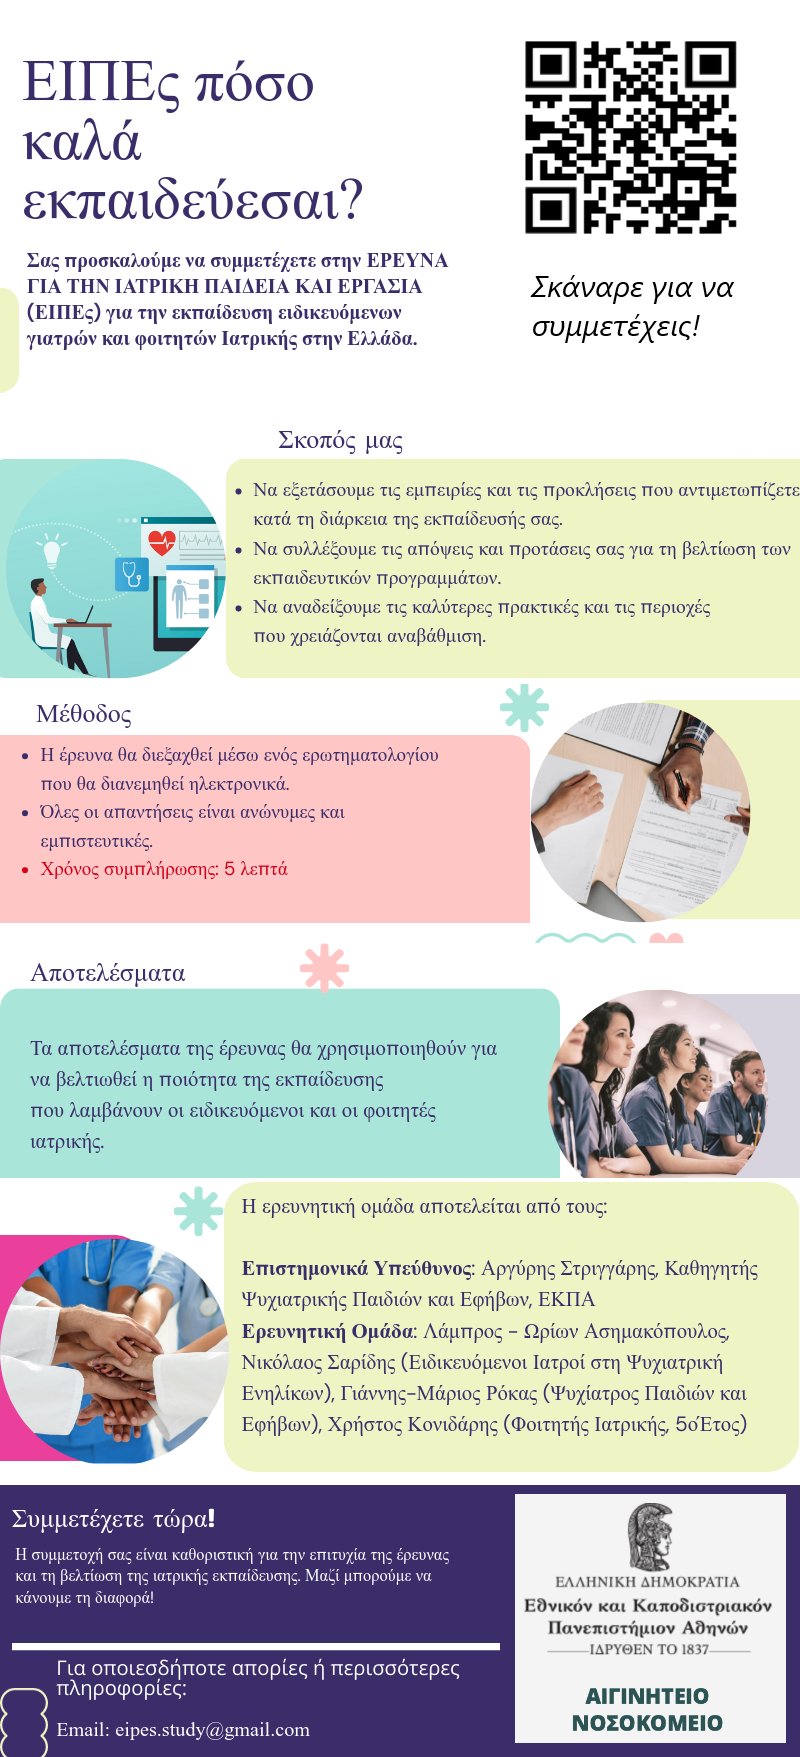 ΕΙΠΕς πόσο
καλά
εκπαιδεύεσαι?
Σας προσκαλούμε να συμμετέχετε στην ΕΡΕΥΝΑ
ΓΙΑ ΤΗΝ ΙΑΤΡΙΚΗ ΠΑΙΔΕΙΑ ΚΑΙ ΕΡΓΑΣΙΑ
(ΕΙΠΕς) για την εκπαίδευση ειδικευόμενων
γιατρών και φοιτητών Ιατρικής στην Ελλάδα.
Σκάναρε για να
συμμετέχεις!
Σκοπός μας
• Να εξετάσουμε τις εμπειρίες και τις προκλήσεις που αντιμετωπίζετε
κατά τη διάρκεια της εκπαίδευσής σας.
• Να συλλέξουμε τις απόψεις και προτάσεις σας για τη βελτίωση των
εκπαιδευτικών προγραμμάτων.
• Να αναδείξουμε τις καλύτερες πρακτικές και τις περιοχές
που χρειάζονται αναβάθμιση.
Μέθοδος
• Η έρευνα θα διεξαχθεί μέσω ενός ερωτηματολογίου
που θα διανεμηθεί ηλεκτρονικά.
• Όλες οι απαντήσεις είναι ανώνυμες και
εμπιστευτικές.
• Χρόνος συμπλήρωσης: 5 λεπτά
Αποτελέσματα
Τα αποτελέσματα της έρευνας θα χρησιμοποιηθούν για
να βελτιωθεί η ποιότητα της εκπαίδευσης
που λαμβάνουν οι ειδικευόμενοι και οι φοιτητές
ιατρικής.
Η ερευνητική ομάδα αποτελείται από τους:
Επιστημονικά Υπεύθυνος: Αργύρης Στριγγάρης, Καθηγητής
Ψυχιατρικής Παιδιών και Εφήβων, ΕΚΠΑ
Ερευνητική Ομάδα: Λάμπρος - Ωρίων Ασημακόπουλος,
Νικόλαος Σαρίδης (Ειδικευόμενοι Ιατροί στη Ψυχιατρική
Ενηλίκων), Γιάννης-Μάριος Ρόκας (Ψυχίατρος Παιδιών και
Εφήβων), Χρήστος Κονιδάρης (Φοιτητής Ιατρικής, 5οΈτος)
Συμμετέχετε τώρα!
Η συμμετοχή σας είναι καθοριστική για την επιτυχία της έρευνας
και τη βελτίωση της ιατρικής εκπαίδευσης. Μαζί μπορούμε να
κάνουμε τη διαφορά!
Για οποιεσδήποτε απορίες ή περισσότερες
πληροφορίες:
Email: eipes.study@gmail.com
ΕΛΛΗΝΙΚΗ ΔΗΜΟΚΡΑΤΙΑ
Εθνικόν και Καποδιστριακόν
Πανεπιστήμιον Αθηνών
ΙΔΡΥΘΕΝ ΤΟ 1837
ΑΙΓΙΝΗΤΕΙΟ
ΝΟΣΟΚΟΜΕΙΟ